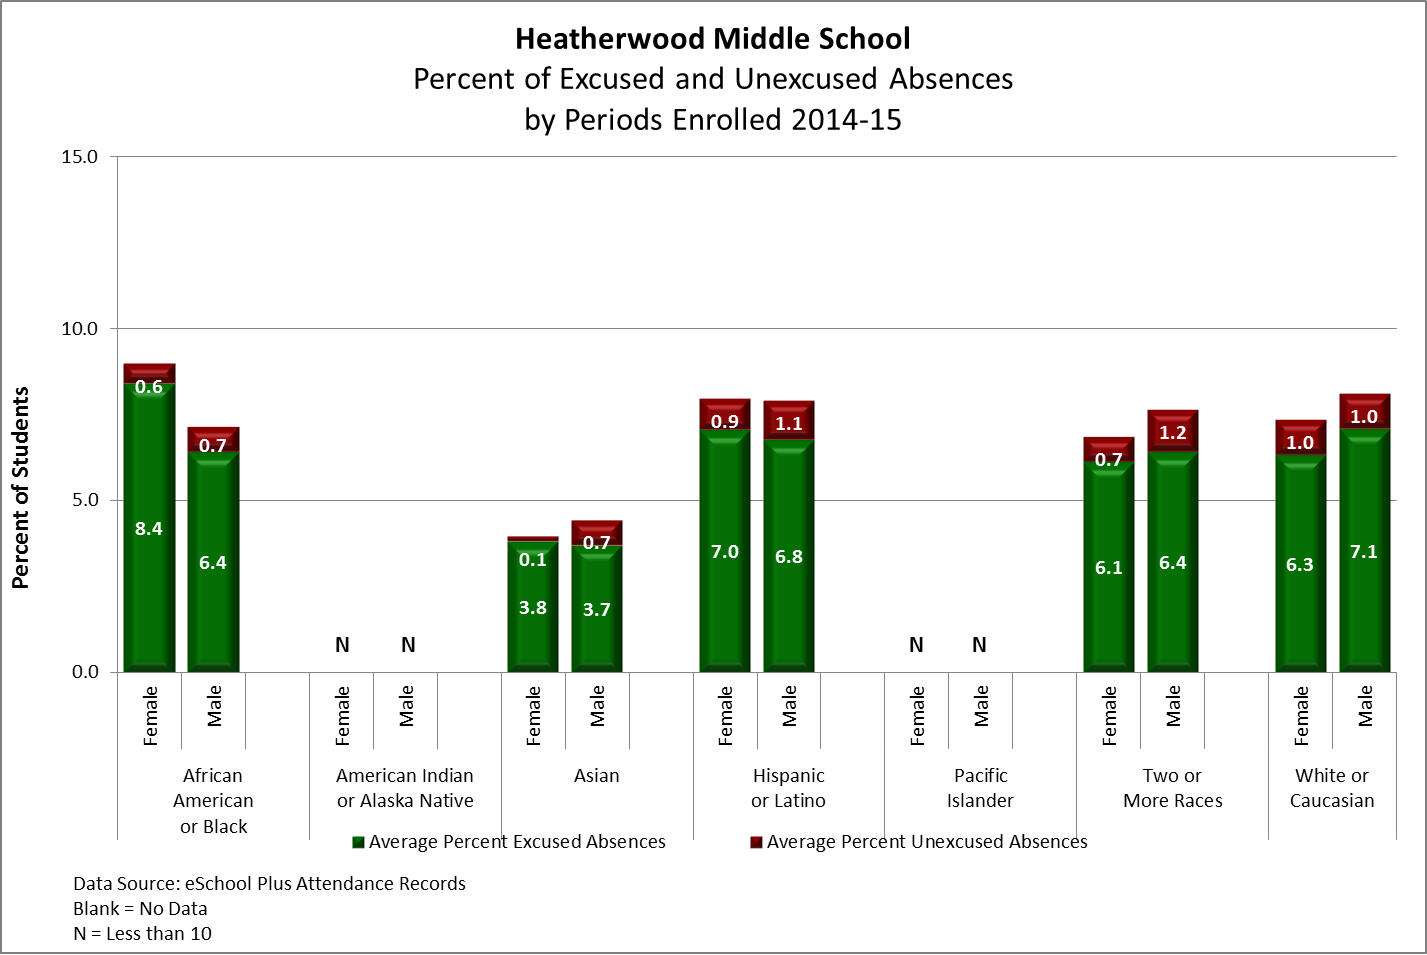 Heatherwood Middle School
Percent of Excused and Unexcused Absences
by Periods Enrolled 2014-15
Percent of Students
15.0
10.0
5.0
0.0
0.6
8.4
0.7
6.4
N
N
0.1
3.8
0.7
3.7
0.9
7.0
1.1
6.8
N
N
0.7
6.1
1.2
6.4
1.0
6.3
1.0
7.1
Female
Male
Female
Male
Female
Male
Female
Male
Female
Male
Female
Male
Female
Male
African
American
or Black
American Indian
or Alaska Native
Asian
Hispanic
or Latino
Pacific
Islander
Two or
More Races
White or
Caucasian
Average Percent Excused Absences
Average Percent Unexcused Absences
Data Source: eSchool Plus Attendance Records
Blank = No Data
N = Less than 10